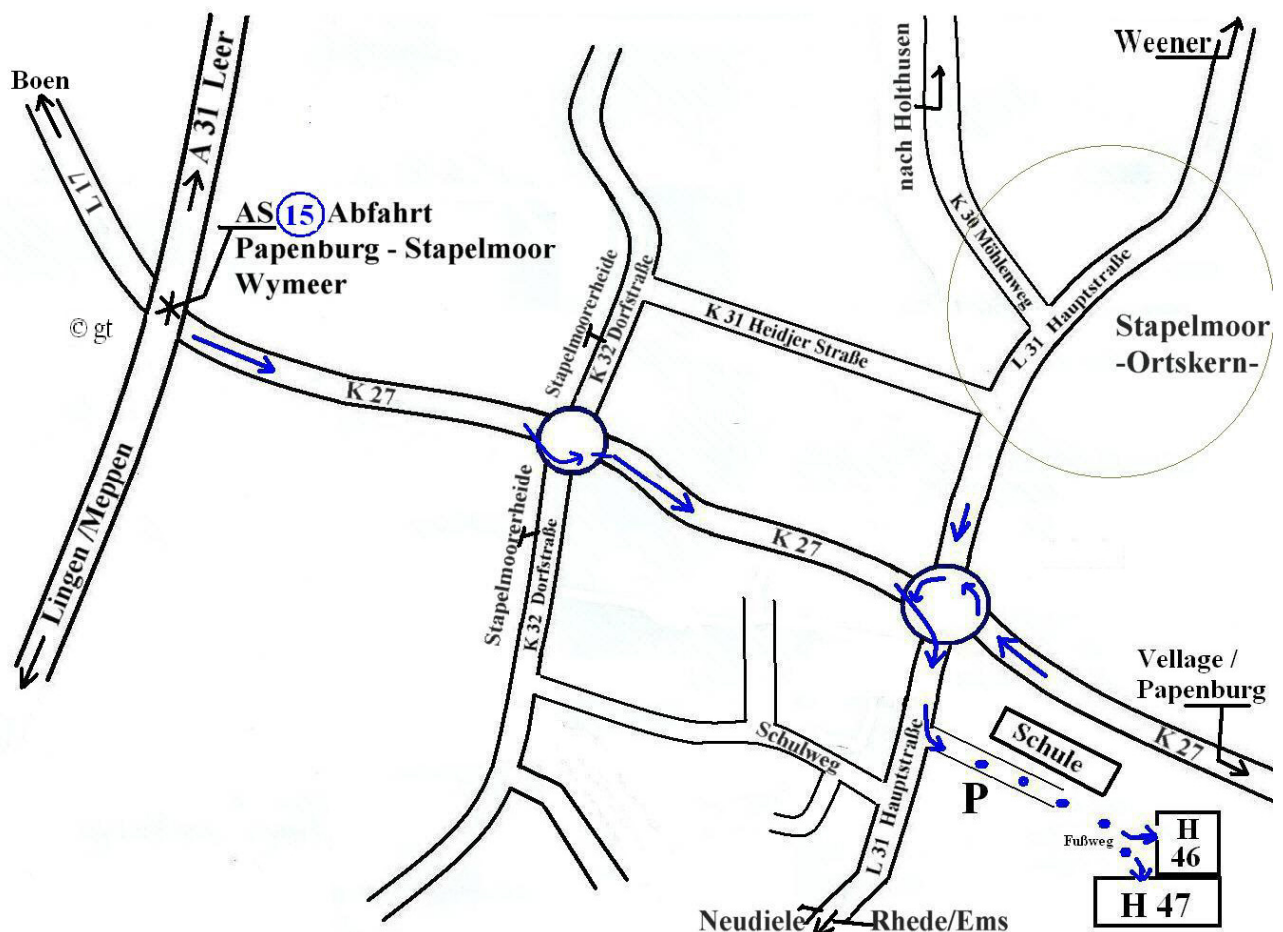 Boen
L 17
A 31 Leer
AS 15 Abfahrt
Papenburg - Stapelmoor
Wymeer
© gt
Lingen /Meppen
K 27
Stapelmoorerheide
K 32 Dorfstraße
K 31 Heidjer Straße
nach Holthusen
K 30 Möhlenweg
Weener
L 31 Hauptstraße
Stapelmoor
-Ortskern-
Stapelmoorerheide
K 32 Dorfstraße
K 27
Vellage /
Papenburg
K 27
Schulweg
L 31 Hauptstraße
Schule
P
Fußweg
H
46
H 47
Neudiele
Rhede/Ems